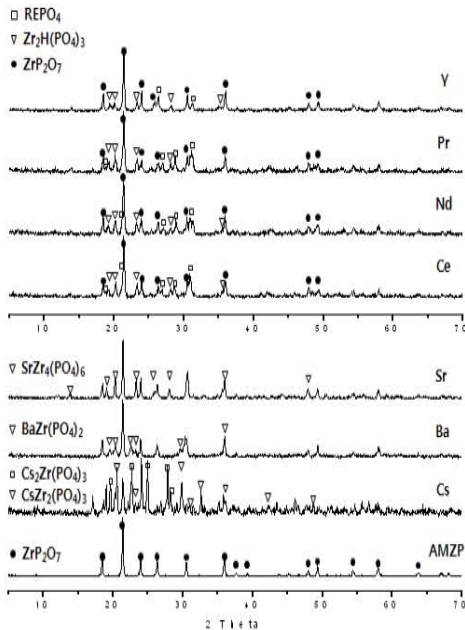 □ REPO₄
▽ Zr₂H(PO₄)₃
● ZrP₂O₇
Y
Pr
Nd
Ce
10 20 30 40 50 60 70
▽ SrZr₄(PO₄)₆
Sr
▽ BaZr(PO₄)₂
Ba
□ Cs₂Zr(PO₄)₃
Cs
▽ CsZr₂(PO₄)₃
● ZrP₂O₇
AMZP
10 20 30 40 50 60 70
2 Theta